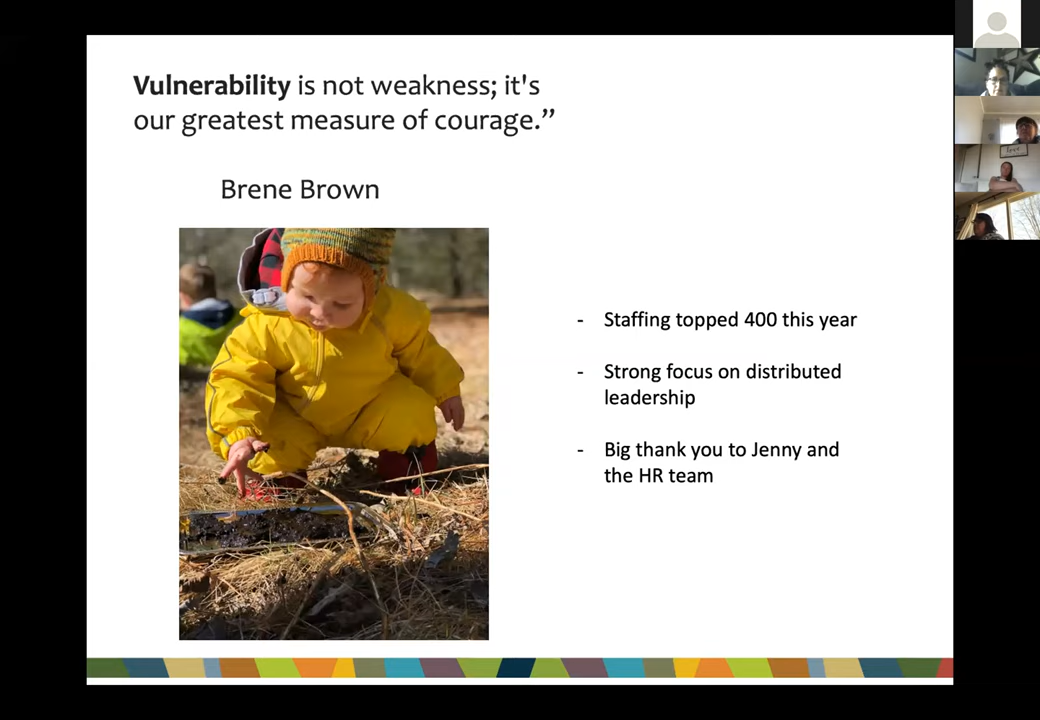 Vulnerability is not weakness; it's
our greatest measure of courage.”
Brene Brown
- Staffing topped 400 this year
- Strong focus on distributed
leadership
- Big thank you to Jenny and
the HR team